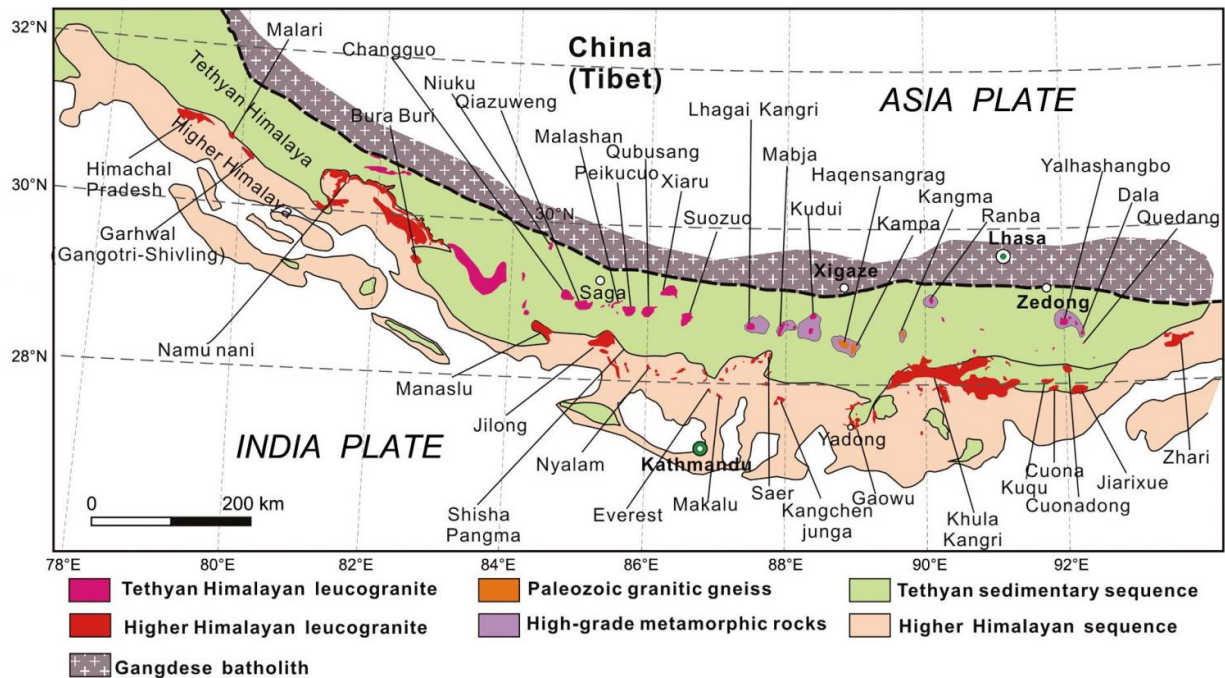 32°N
Malari
Changguo
China
(Tibet)
Niuku
Qiazuweng
ASIA PLATE
Tethyan Himalaya
Bura Buri
Lhagai Kangri
Malashan
Qubusang
Mabja
Higher Himalaya
Haqensangrag
Yalhashangbo
Himachal
Pradesh
Peikucuo
Xiaru
Kangma
Dala
30°N
30°N
Suozuo
Kudui
Kampa
Ranba
Quedang
Garhwal
(Gangotri-Shivling)
Lhasa
Xigaze
Saga
Zedong
28°N
Namu nani
Manaslu
INDIA PLATE
Jilong
Yadong
Zhari
Nyalam
Kathmandu
Cuona
0
200 km
Shisha
Pangma
Everest
Makalu
Saer
Kangchen
junga
Gaowu
Khula
Kangri
Kuqu
Cuonadong
Jiarixue
78°E
80°E
82°E
84°E
86°E
88°E
90°E
92°E
Tethyan Himalayan leucogranite
Paleozoic granitic gneiss
Tethyan sedimentary sequence
Higher Himalayan leucogranite
High-grade metamorphic rocks
Higher Himalayan sequence
Gangdese batholith